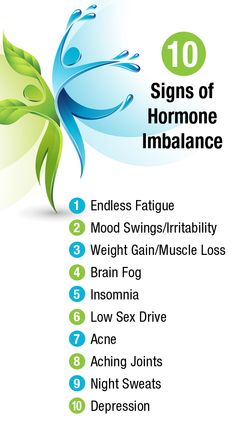 10
Signs of
Hormone
Imbalance
1 Endless Fatigue
2 Mood Swings/Irritability
3 Weight Gain/Muscle Loss
4 Brain Fog
5 Insomnia
6 Low Sex Drive
7 Acne
8 Aching Joints
9 Night Sweats
10 Depression